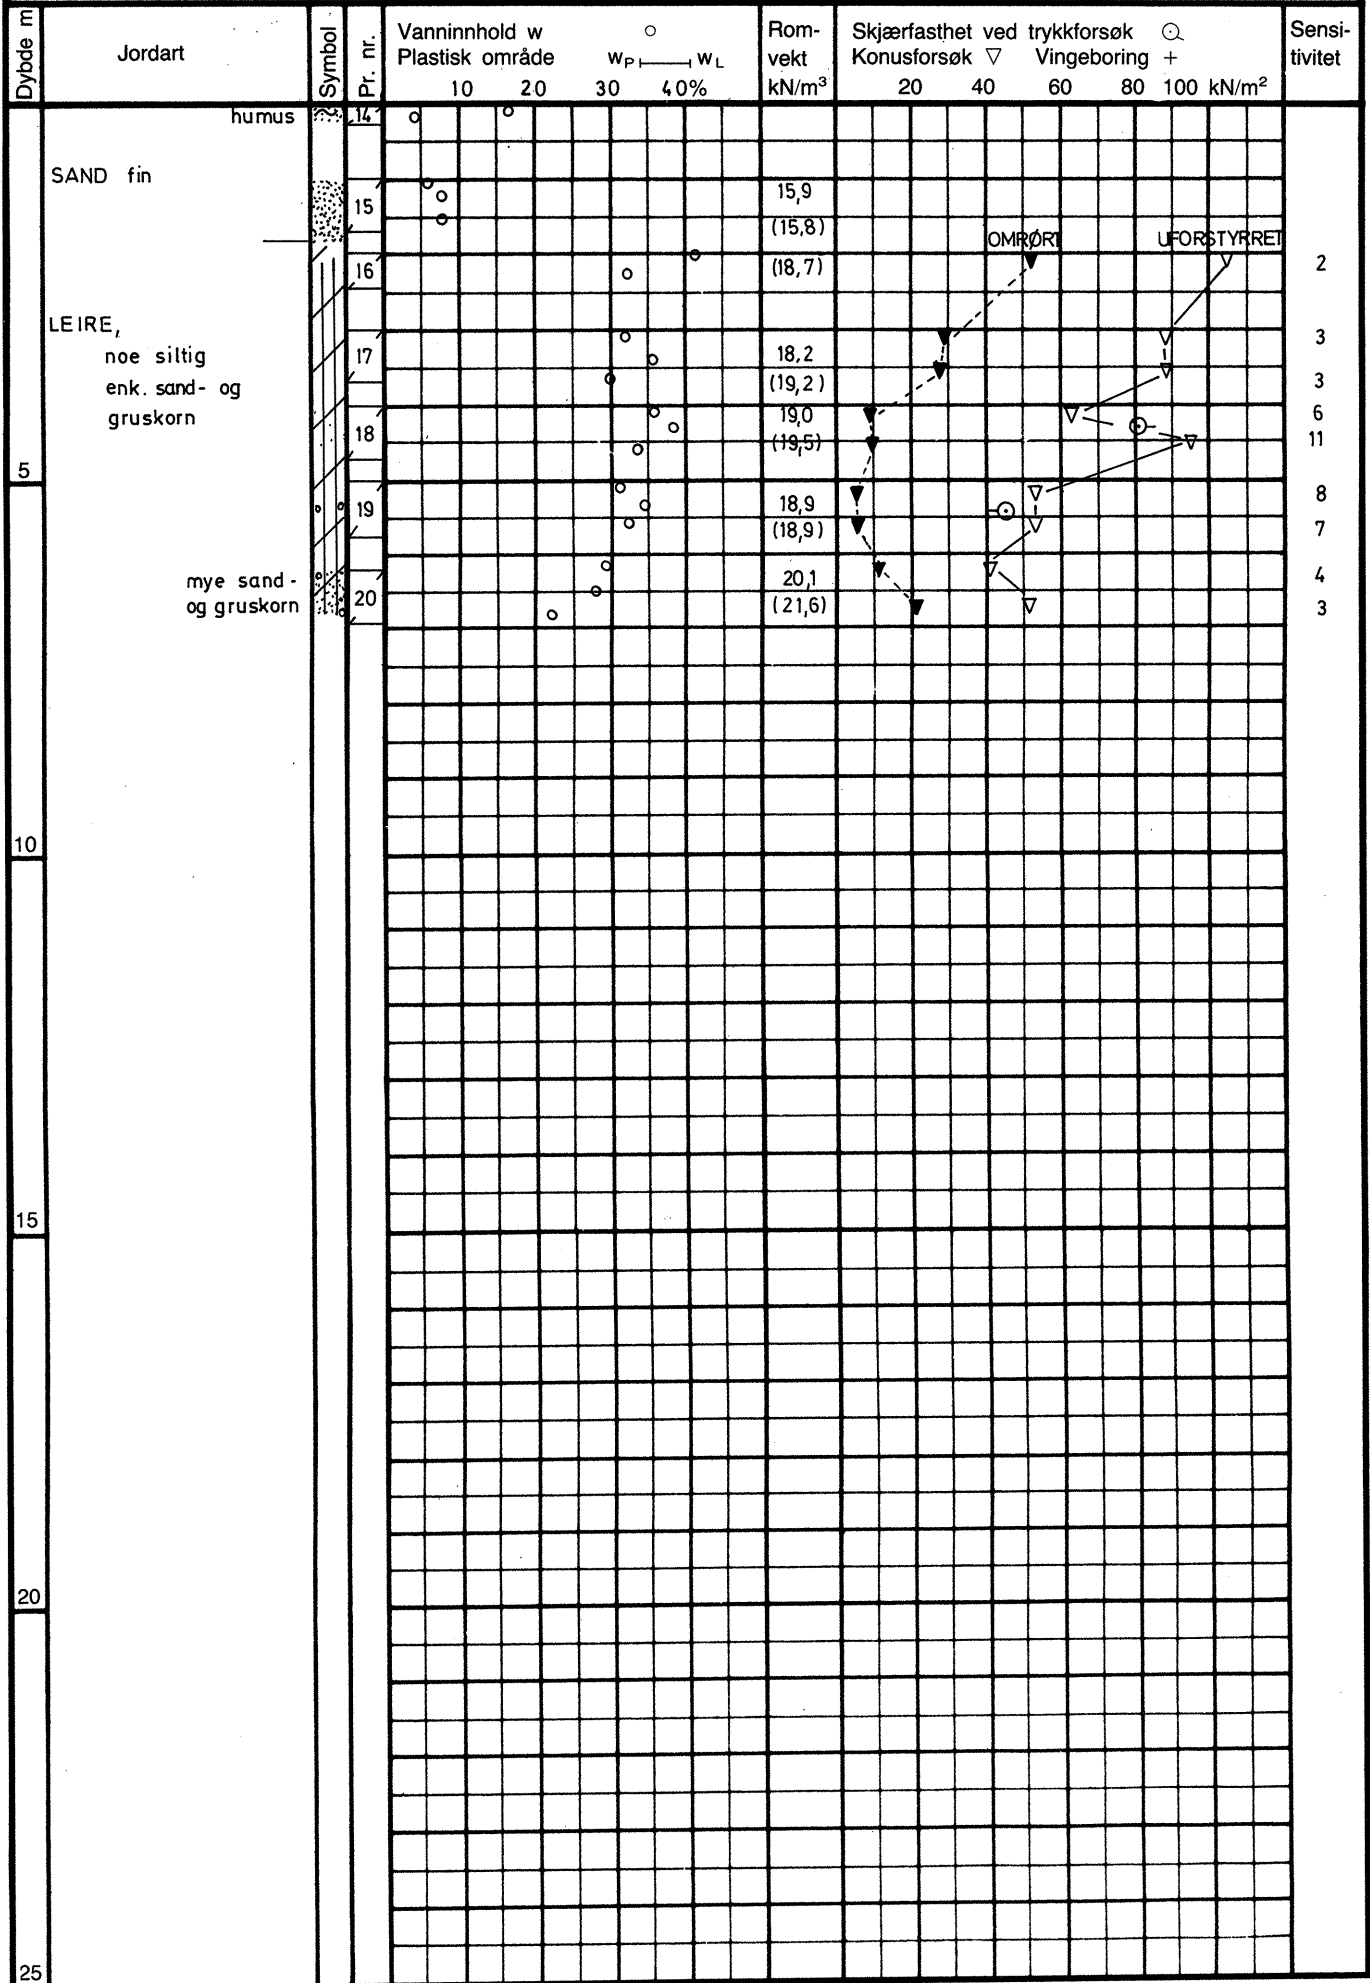 Dybde m
Jordart
Symbol
Pr. nr.
Vanninnhold w
Plastisk område
wP wL
10 20 30 40%
Rom-
vekt
kN/m³
Skjærfasthet ved trykkforsøk
Konusforsøk ▽ Vingeboring +
20 40 60 80 100 kN/m²
Sensi-
tivitet
humus
14
SAND fin
15
15,9
(15,8)
OMRØRT
UFORSTYRRET
16
(18,7)
2
LEIRE,
noe siltig
enk. sand- og
gruskorn
17
18,2
(19,2)
3
3
18
19,0
(19,5)
6
11
5
19
18,9
(18,9)
8
7
mye sand-
og gruskorn
20
20,1
(21,6)
4
3
10
15
20
25